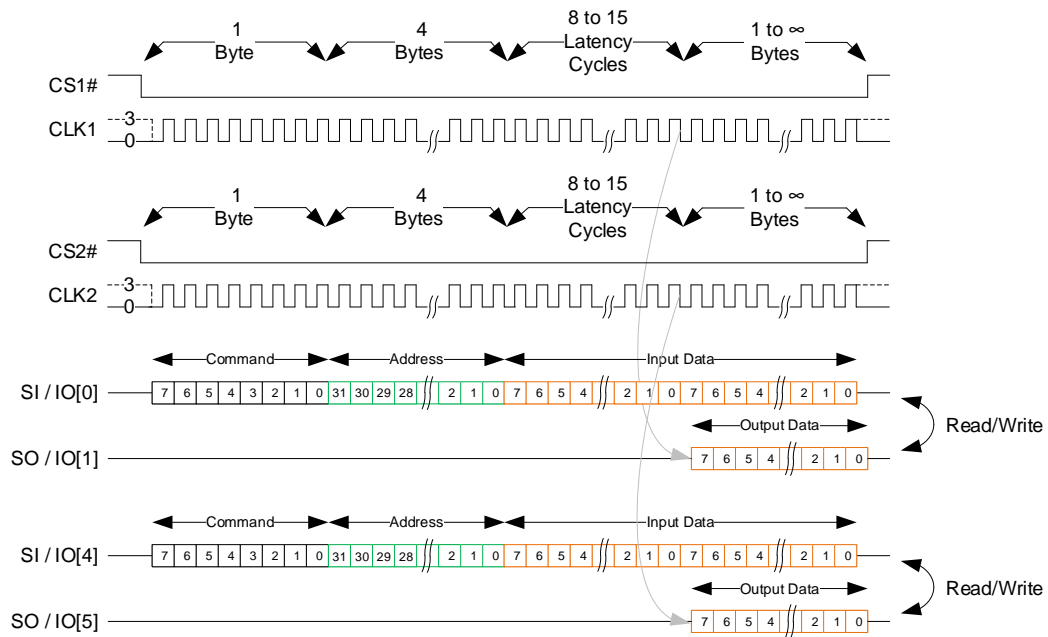 1
Byte
4
Bytes
8 to 15
Latency
Cycles
1 to ∞
Bytes
CS1#
CLK1
3
0
1
Byte
4
Bytes
8 to 15
Latency
Cycles
1 to ∞
Bytes
CS2#
CLK2
3
0
Command Address Input Data
SI / IO[0] 7 6 5 4 3 2 1 0 31 30 29 28 2 1 0 7 6 5 4 2 1 0 7 6 5 4 2 1 0
Output Data
Read/Write
SO / IO[1] 7 6 5 4 2 1 0
Command Address Input Data
SI / IO[4] 7 6 5 4 3 2 1 0 31 30 29 28 2 1 0 7 6 5 4 2 1 0 7 6 5 4 2 1 0
Output Data
Read/Write
SO / IO[5] 7 6 5 4 2 1 0